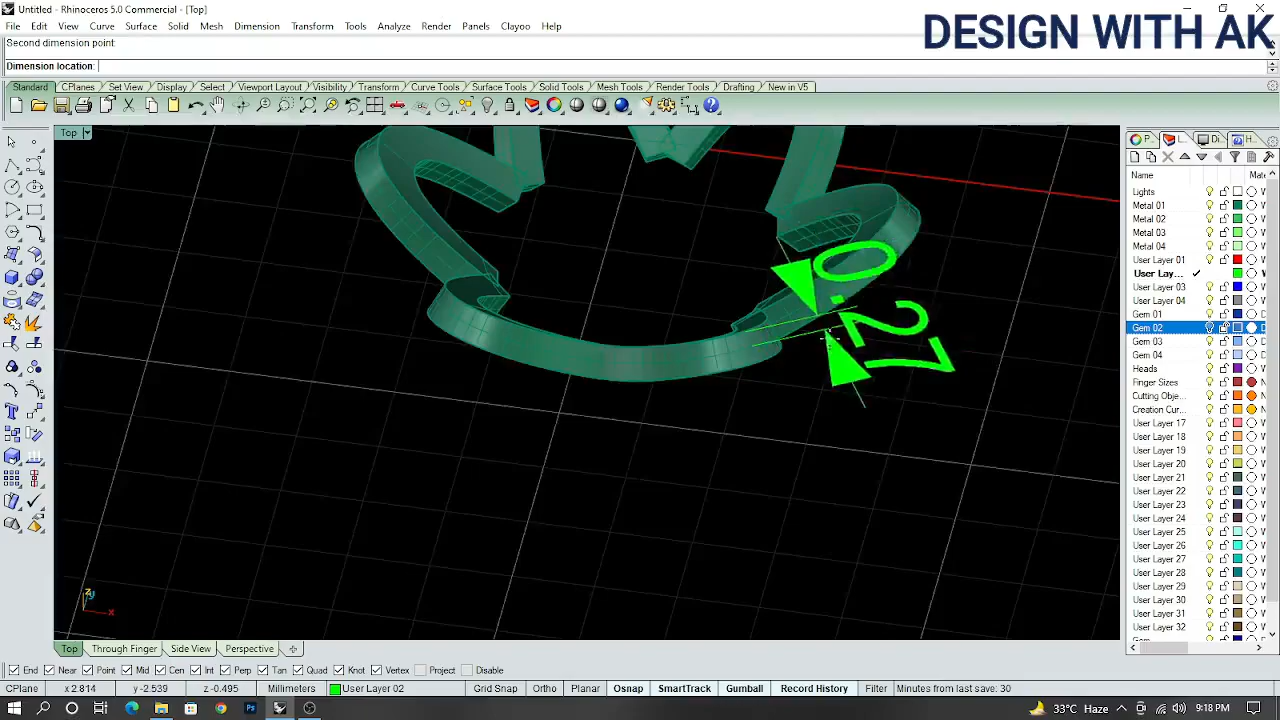 Untitled - Rhinoceros 5.0 Commercial - [Top]
DESIGN WITH AK
File Edit View Curve Surface Solid Mesh Dimension Transform Tools Analyze Render Panels Clayoo Help
Second dimension point:
Dimension location:
Standard CPlanes Set View Display Select Viewport Layout Visibility Transform Curve Tools Surface Tools Solid Tools Mesh Tools Render Tools Drafting New in V5
Top
P... L... Di... H...
Name Mate
Lights
Metal 01
Metal 02
Metal 03
Metal 04
User Layer 01
User Lay...
User Layer 03
User Layer 04
Gem 01
Gem 02
Gem 03
Gem 04
Heads
Finger Sizes
Cutting Obje...
Creation Cur...
User Layer 17
User Layer 18
User Layer 19
User Layer 20
User Layer 21
User Layer 22
User Layer 23
User Layer 24
User Layer 25
User Layer 26
User Layer 27
User Layer 28
User Layer 29
User Layer 30
User Layer 31
User Layer 32
0.27
z y x
Top Through Finger Side View Perspective
End Near Point Mid Cen Int Perp Tan Quad Knot Vertex Project Disable
CPlane x 2.814 y -2.539 z -0.495 Millimeters User Layer 02 Grid Snap Ortho Planar Osnap SmartTrack Gumball Record History Filter Minutes from last save: 30
33°C Haze 9:18 PM